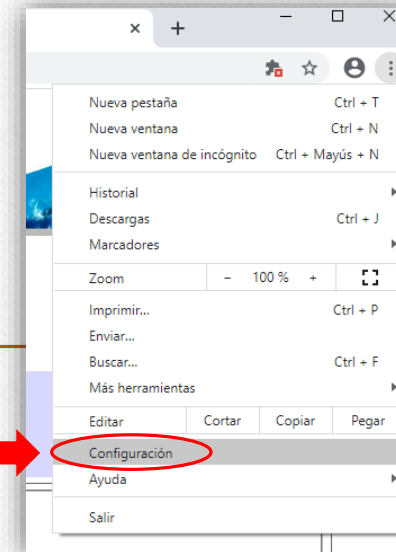 Nueva pestaña Ctrl + T
Nueva ventana Ctrl + N
Nueva ventana de incógnito Ctrl + Mayús + N
Historial
Descargas Ctrl + J
Marcadores
Zoom - 100 % +
Imprimir... Ctrl + P
Enviar...
Buscar... Ctrl + F
Más herramientas
Editar Cortar Copiar Pegar
Configuración
Ayuda
Salir